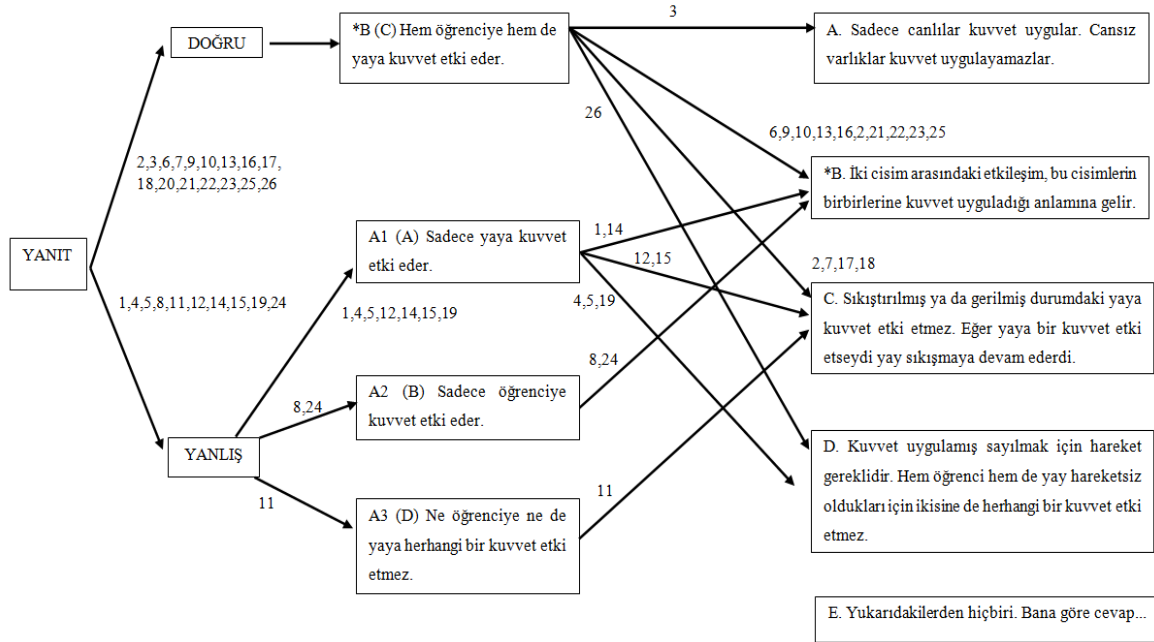 YANIT
DOĞRU
2,3,6,7,9,10,13,16,17,
18,20,21,22,23,25,26
1,4,5,8,11,12,14,15,19,24
YANLIŞ
*B (C) Hem öğrenciye hem de
yaya kuvvet etki eder.
A1 (A) Sadece yaya kuvvet
etki eder.
1,4,5,12,14,15,19
8,24
A2 (B) Sadece öğrenciye
kuvvet etki eder.
11
A3 (D) Ne öğrenciye ne de
yaya herhangi bir kuvvet etki
etmez.
3
26
6,9,10,13,16,2,21,22,23,25
1,14
12,15
2,7,17,18
4,5,19
8,24
11
A. Sadece canlılar kuvvet uygular. Cansız
varlıklar kuvvet uygulayamazlar.
*B. İki cisim arasındaki etkileşim, bu cisimlerin
birbirlerine kuvvet uyguladığı anlamına gelir.
C. Sıkıştırılmış ya da gerilmiş durumdaki yaya
kuvvet etki etmez. Eğer yaya bir kuvvet etki
etseydi yay sıkışmaya devam ederdi.
D. Kuvvet uygulamış sayılmak için hareket
gereklidir. Hem öğrenci hem de yay hareketsiz
oldukları için ikisine de herhangi bir kuvvet etki
etmez.
E. Yukarıdakilerden hiçbiri. Bana göre cevap...